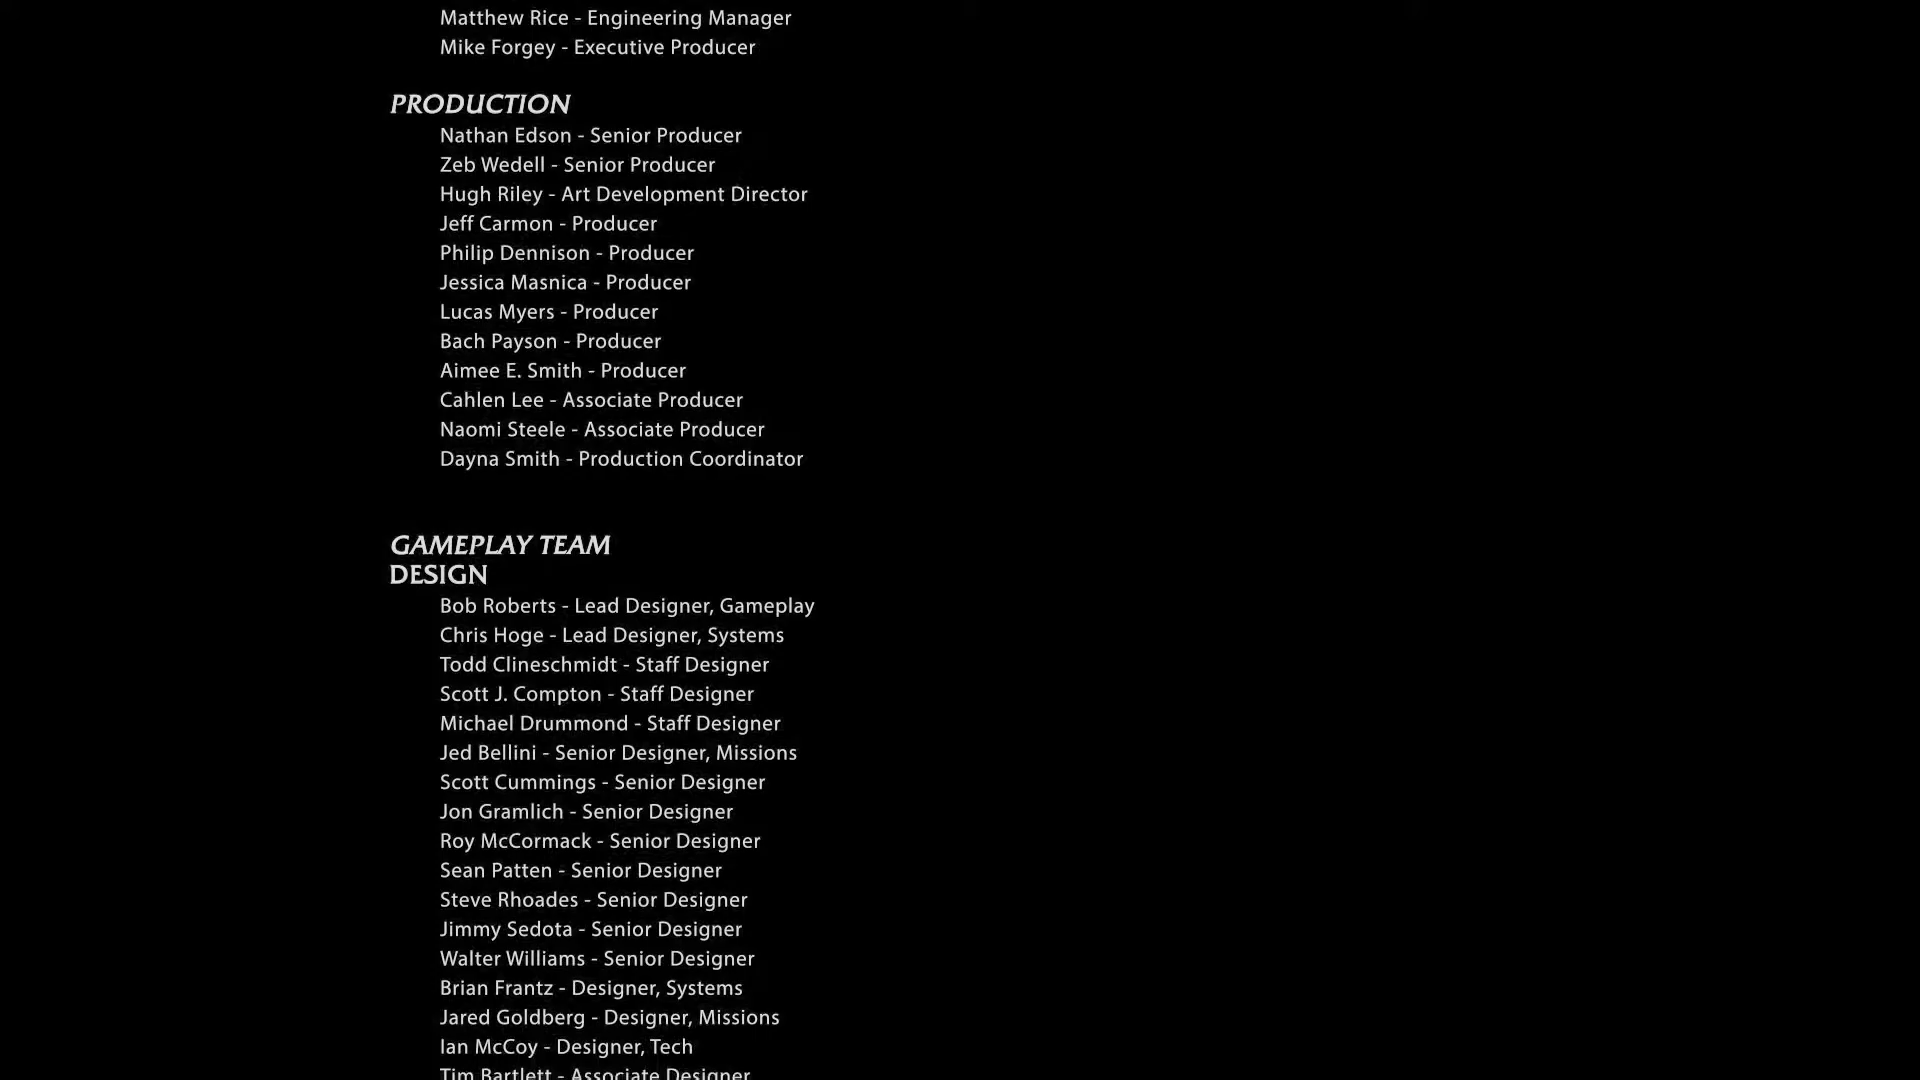 Matthew Rice - Engineering Manager
Mike Forgey - Executive Producer
PRODUCTION
Nathan Edson - Senior Producer
Zeb Wedell - Senior Producer
Hugh Riley - Art Development Director
Jeff Carmon - Producer
Philip Dennison - Producer
Jessica Masnica - Producer
Lucas Myers - Producer
Bach Payson - Producer
Aimee E. Smith - Producer
Cahlen Lee - Associate Producer
Naomi Steele - Associate Producer
Dayna Smith - Production Coordinator
GAMEPLAY TEAM
DESIGN
Bob Roberts - Lead Designer, Gameplay
Chris Hoge - Lead Designer, Systems
Todd Clineschmidt - Staff Designer
Scott J. Compton - Staff Designer
Michael Drummond - Staff Designer
Jed Bellini - Senior Designer, Missions
Scott Cummings - Senior Designer
Jon Gramlich - Senior Designer
Roy McCormack - Senior Designer
Sean Patten - Senior Designer
Steve Rhoades - Senior Designer
Jimmy Sedota - Senior Designer
Walter Williams - Senior Designer
Brian Frantz - Designer, Systems
Jared Goldberg - Designer, Missions
Ian McCoy - Designer, Tech
Tim Bartlett - Associate Designer